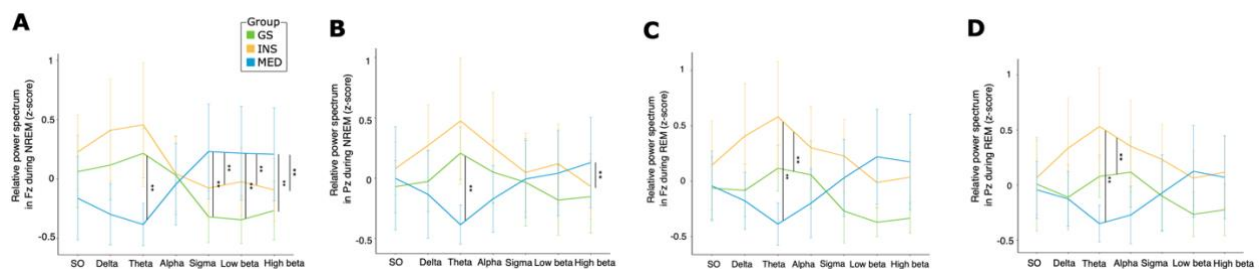 A
Group
GS
INS
MED
Relative power spectrum
in Fz during NREM (z-score)
1
0.5
0
-0.5
**
**
**
**
**
**
**
SO Delta Theta Alpha Sigma Low beta High beta
B
Relative power spectrum
in Pz during NREM (z-score)
1
0.5
0
-0.5
**
**
SO Delta Theta Alpha Sigma Low beta High beta
C
Relative power spectrum
in Fz during REM (z-score)
1
0.5
0
-0.5
**
**
SO Delta Theta Alpha Sigma Low beta High beta
D
Relative power spectrum
in Pz during REM (z-score)
1
0.5
0
-0.5
**
**
SO Delta Theta Alpha Sigma Low beta High beta